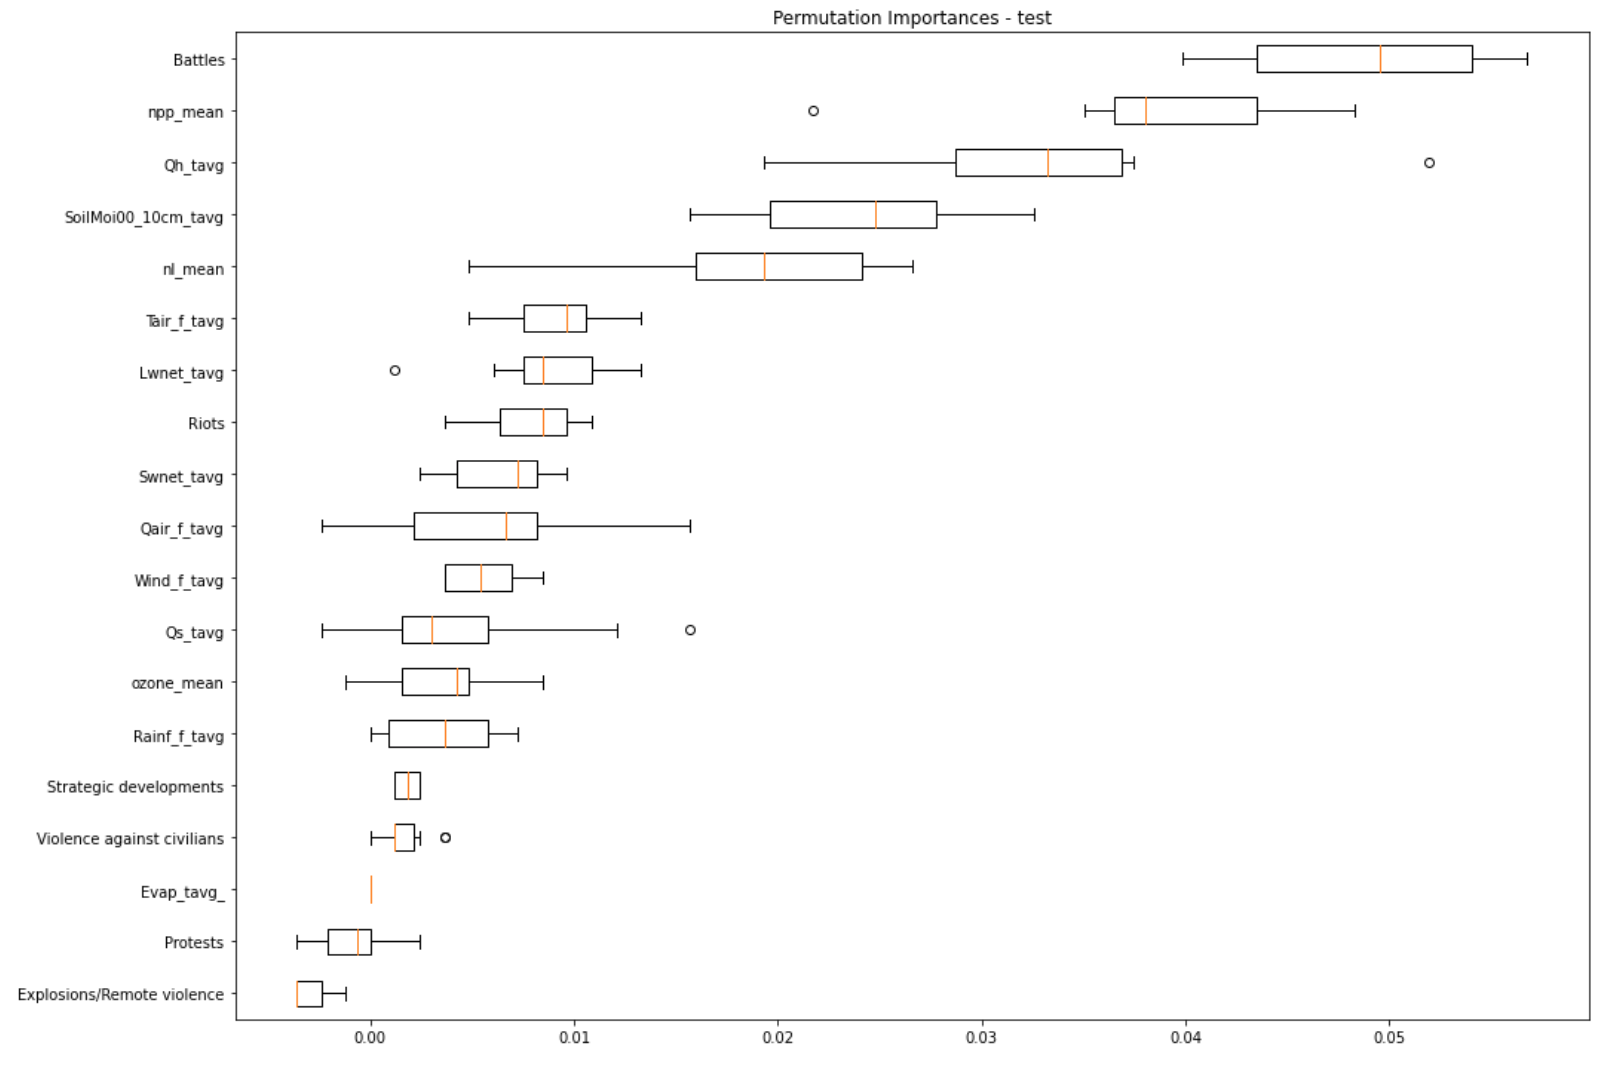 Permutation Importances - test
Battles
npp_mean
Qh_tavg
SoilMoi00_10cm_tavg
nl_mean
Tair_f_tavg
Lwnet_tavg
Riots
Swnet_tavg
Qair_f_tavg
Wind_f_tavg
Qs_tavg
ozone_mean
Rainf_f_tavg
Strategic developments
Violence against civilians
Evap_tavg_
Protests
Explosions/Remote violence
0.00 0.01 0.02 0.03 0.04 0.05